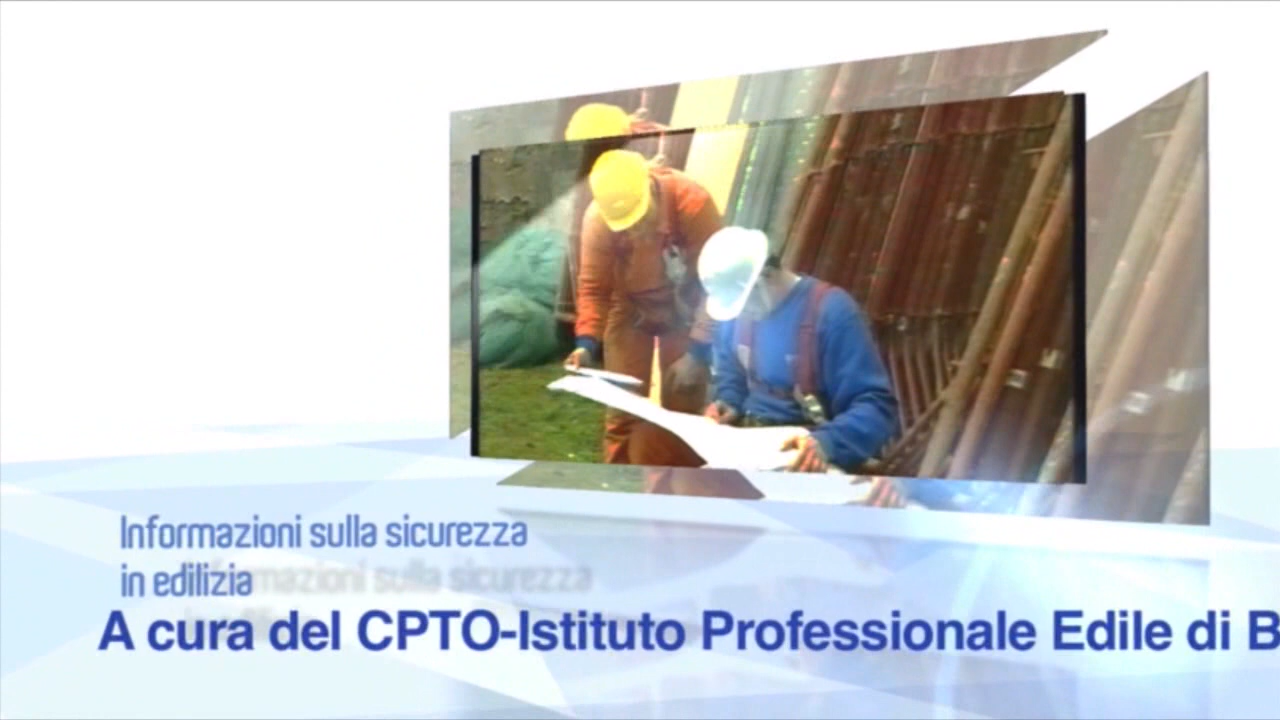 Informazioni sulla sicurezza
in edilizia
A cura del CPTO-Istituto Professionale Edile di B